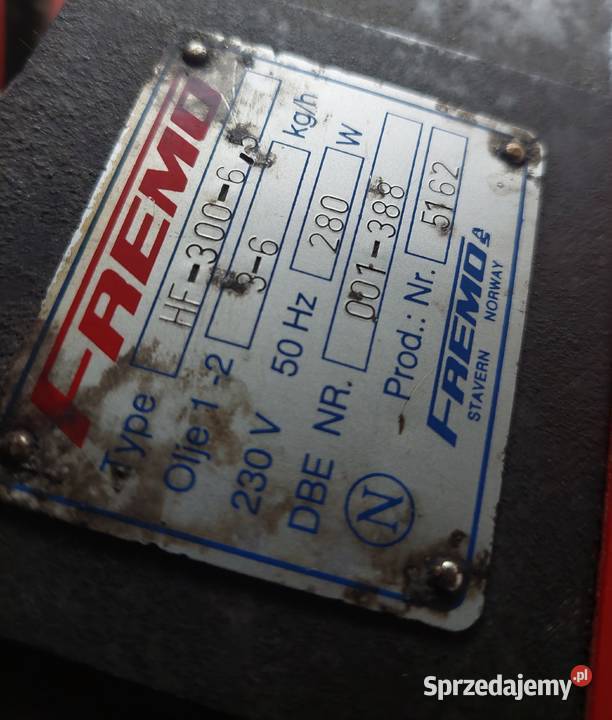 FREMO
Type HF-300-6,3
Olje 1-2 3-6 kg/h
230 V 50 Hz 280 W
DBE NR. 001-388
N Prod.: Nr. 5162
FREMO AS
STAVERN NORWAY
Sprzedajemy.pl